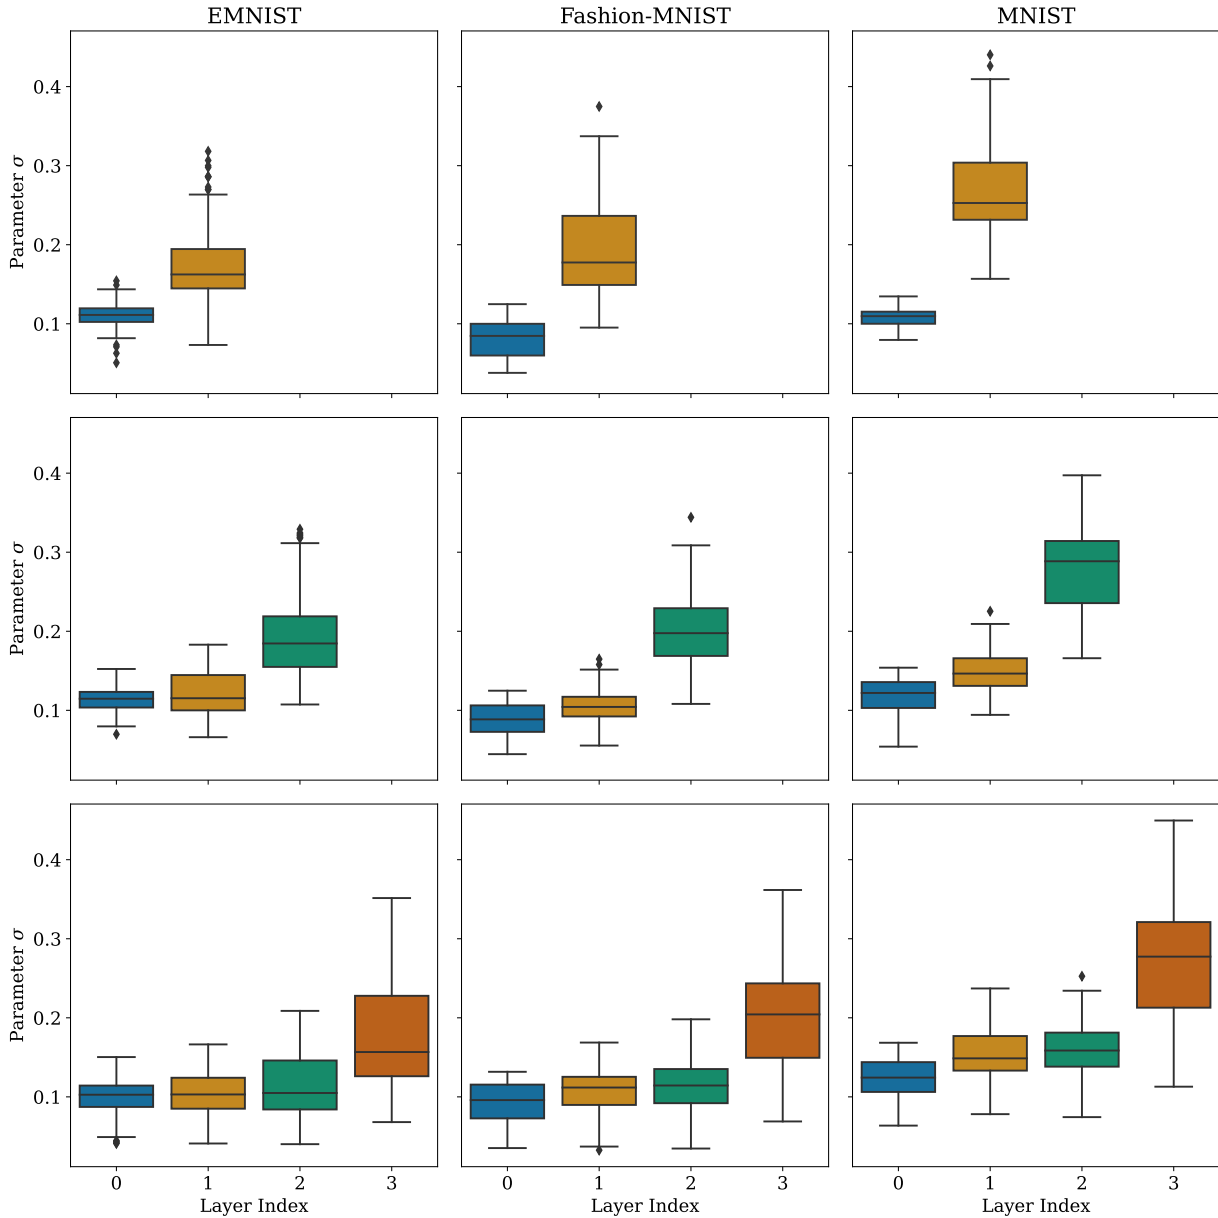 EMNIST Fashion-MNIST MNIST
0.4
0.3
0.2
0.1
Parameter σ
0.4
0.3
0.2
0.1
Parameter σ
0.4
0.3
0.2
0.1
Parameter σ
0 1 2 3 0 1 2 3 0 1 2 3
Layer Index Layer Index Layer Index